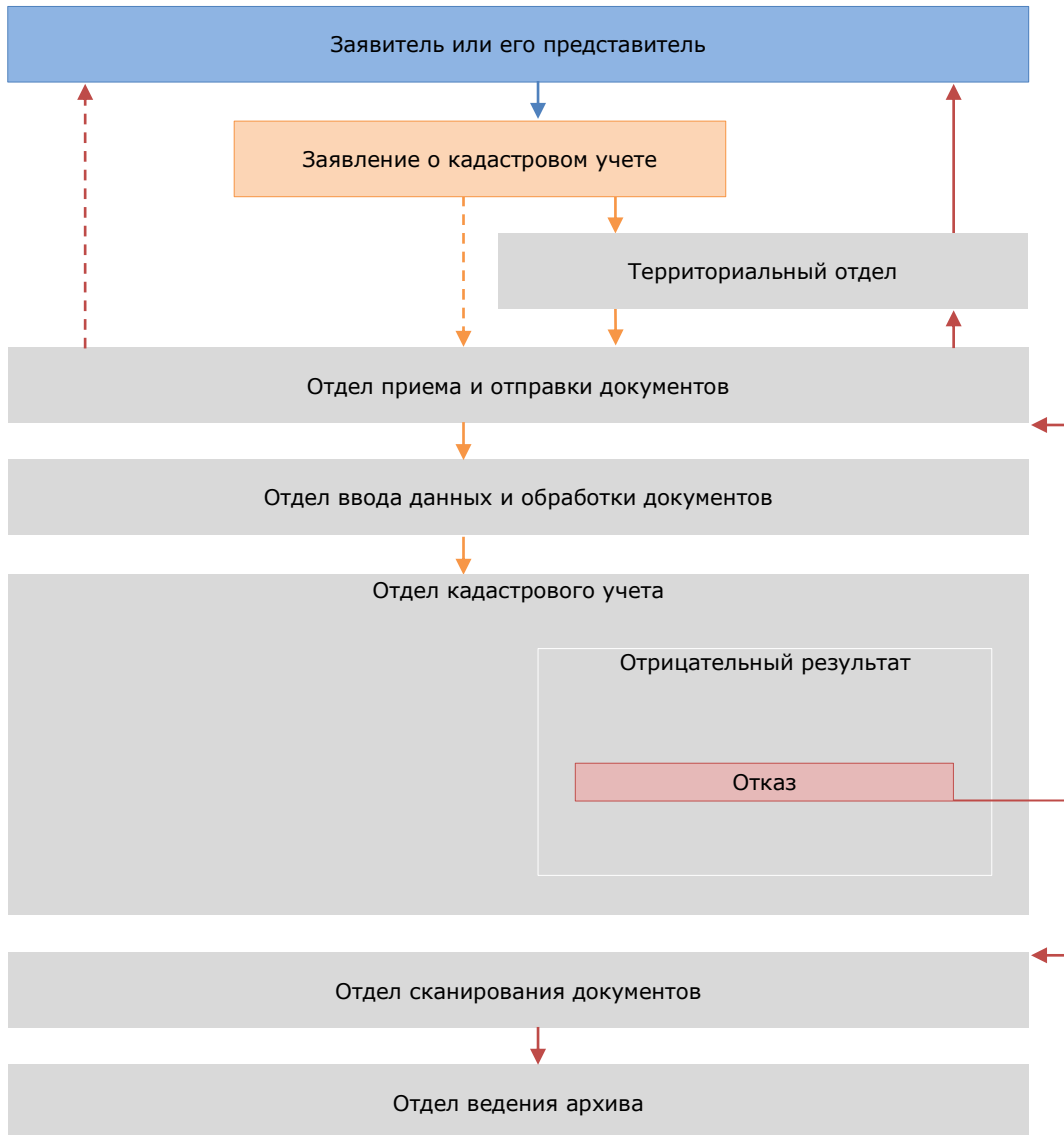 Заявитель или его представитель
Заявление о кадастровом учете
Территориальный отдел
Отдел приема и отправки документов
Отдел ввода данных и обработки документов
Отдел кадастрового учета
Отрицательный результат
Отказ
Отдел сканирования документов
Отдел ведения архива